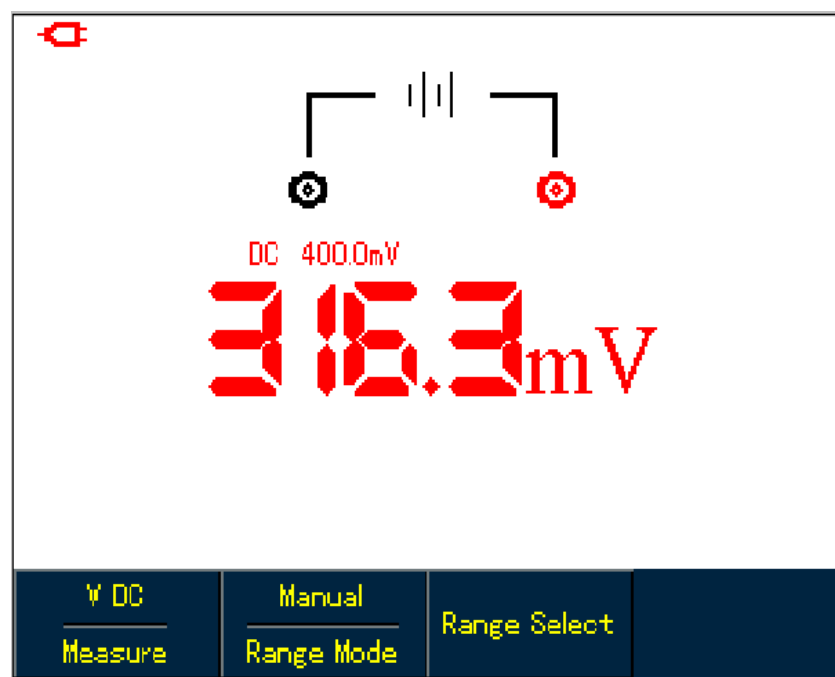 DC 400.0mV
316.3mV
V DC
Measure
Manual
Range Mode
Range Select